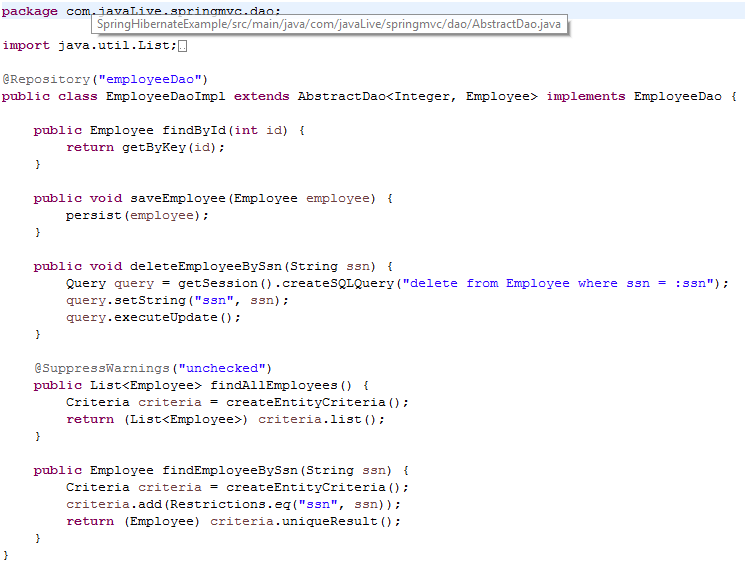 package com.javaLive.springmvc.dao;
SpringHibernateExample/src/main/java/com/javaLive/springmvc/dao/AbstractDao.java
import java.util.List;
@Repository("employeeDao")
public class EmployeeDaoImpl extends AbstractDao<Integer, Employee> implements EmployeeDao {
public Employee findById(int id) {
return getByKey(id);
}
public void saveEmployee(Employee employee) {
persist(employee);
}
public void deleteEmployeeBySsn(String ssn) {
Query query = getSession().createSQLQuery("delete from Employee where ssn = :ssn");
query.setString("ssn", ssn);
query.executeUpdate();
}
@SuppressWarnings("unchecked")
public List<Employee> findAllEmployees() {
Criteria criteria = createEntityCriteria();
return (List<Employee>) criteria.list();
}
public Employee findEmployeeBySsn(String ssn) {
Criteria criteria = createEntityCriteria();
criteria.add(Restrictions.eq("ssn", ssn));
return (Employee) criteria.uniqueResult();
}
}